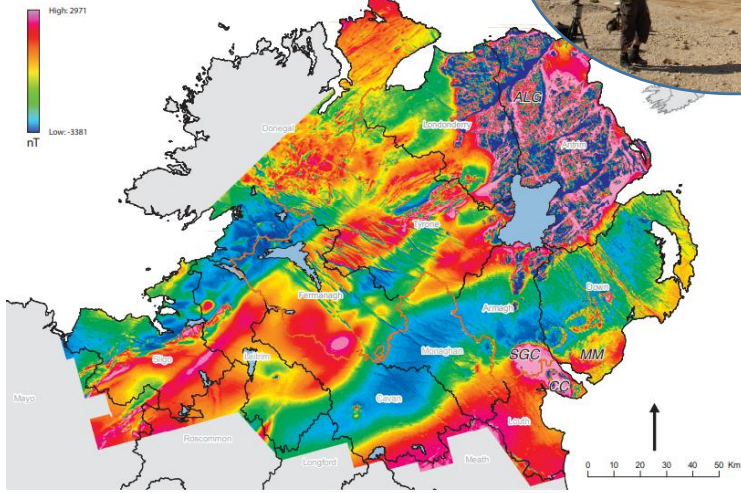 High: 2971
Low: -3381
nT
ALG
Donegal
Londonderry
Antrim
Tyrone
Fermanagh
Down
Armagh
Sligo
Leitrim
Monaghan
SGC
MM
Mayo
Cavan
CC
Roscommon
Louth
Longford
Meath
0 10 20 30 40 50 Km